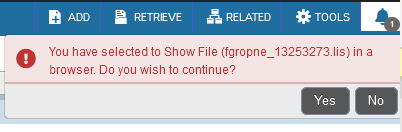 ADD RETRIEVE RELATED TOOLS
1
You have selected to Show File (fgropne_13253273.lis) in a
browser. Do you wish to continue?
Yes No